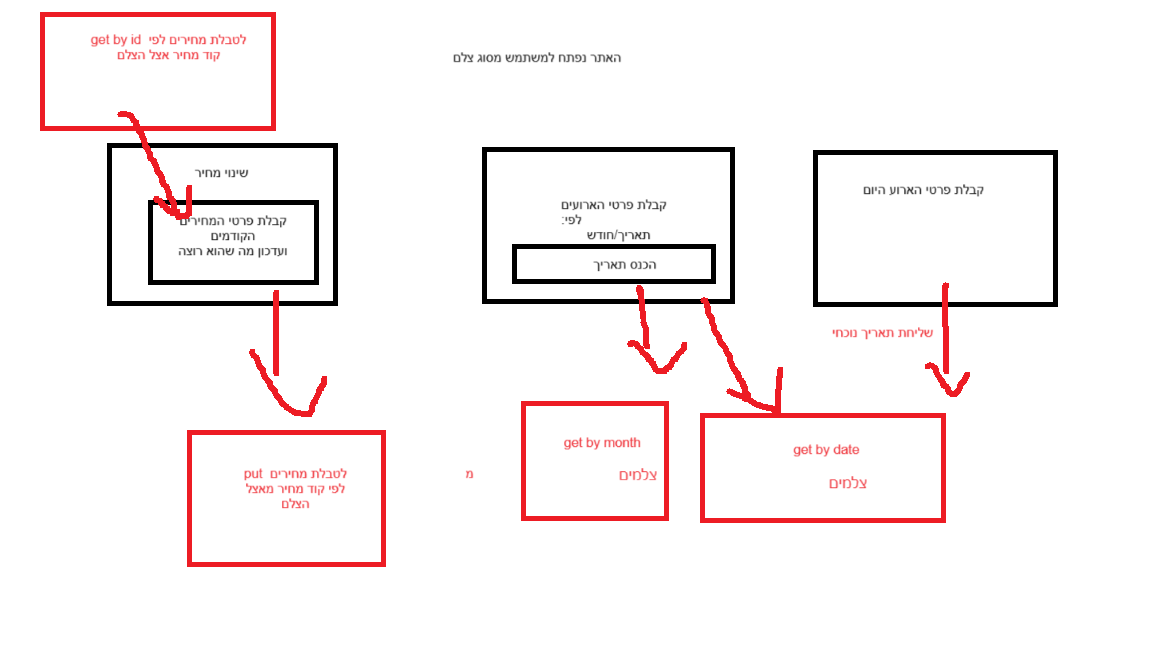 האתר נפתח למשתמש מסוג צלם
קבלת פרטי הארוע היום
שליחת תאריך נוכחי
get by date
צלמים
קבלת פרטי הארועים
לפי:
תאריך/חודש
הכנס תאריך
get by month
צלמים
מ
get by id לטבלת מחירים לפי
קוד מחיר אצל הצלם
שינוי מחיר
קבלת פרטי המחירים
הקודמים
ועדכון מה שהוא רוצה
put לטבלת מחירים
לפי קוד מחיר מאצל
הצלם